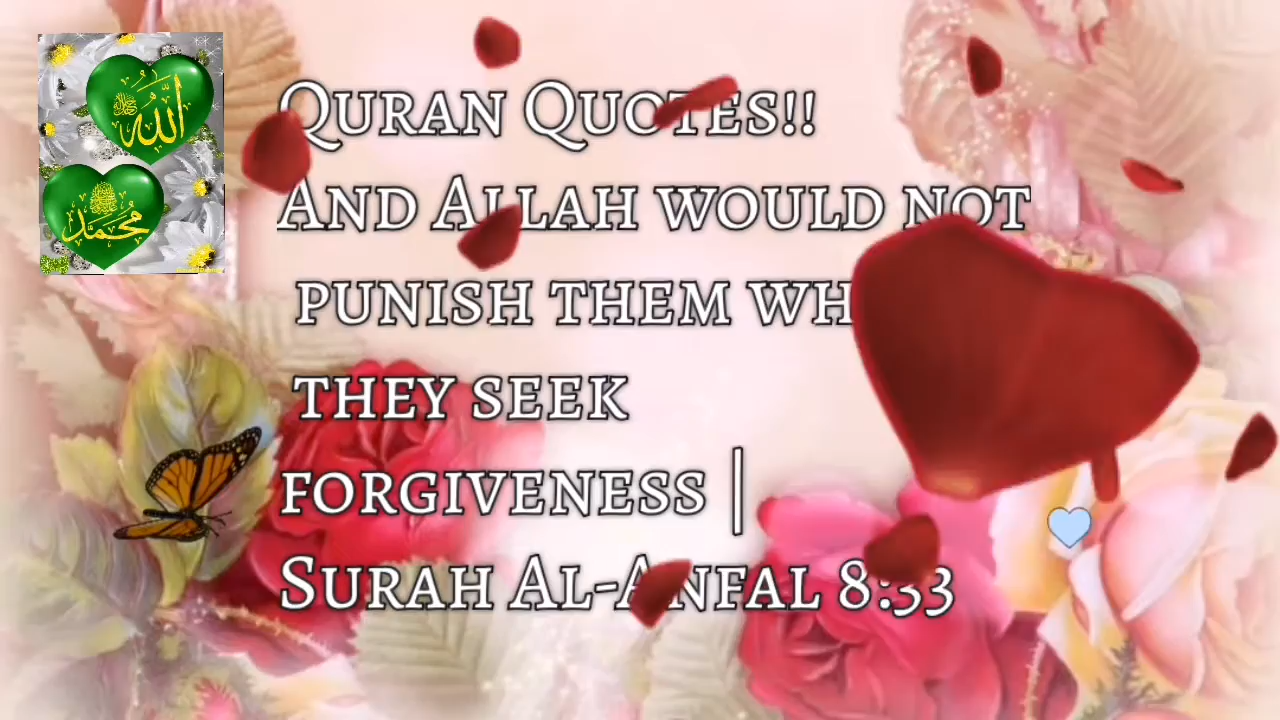 الله
محمد
Quran Quotes!!
And Allah would not
punish them
they seek
forgiveness |
Surah Al-Anfal 8:33